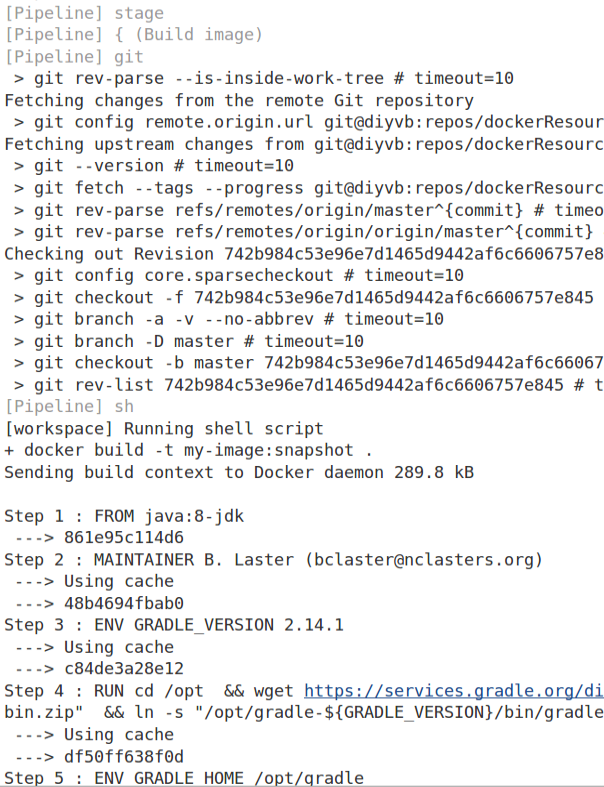 [Pipeline] stage
[Pipeline] { (Build image)
[Pipeline] git
 > git rev-parse --is-inside-work-tree # timeout=10
Fetching changes from the remote Git repository
 > git config remote.origin.url git@diyvb:repos/dockerResour
Fetching upstream changes from git@diyvb:repos/dockerResourc
 > git --version # timeout=10
 > git fetch --tags --progress git@diyvb:repos/dockerResourc
 > git rev-parse refs/remotes/origin/master^{commit} # timeo
 > git rev-parse refs/remotes/origin/origin/master^{commit}
Checking out Revision 742b984c53e96e7d1465d9442af6c6606757e8
 > git config core.sparsecheckout # timeout=10
 > git checkout -f 742b984c53e96e7d1465d9442af6c6606757e845
 > git branch -a -v --no-abbrev # timeout=10
 > git branch -D master # timeout=10
 > git checkout -b master 742b984c53e96e7d1465d9442af6c66067
 > git rev-list 742b984c53e96e7d1465d9442af6c6606757e845 # t
[Pipeline] sh
[workspace] Running shell script
+ docker build -t my-image:snapshot .
Sending build context to Docker daemon 289.8 kB
Step 1 : FROM java:8-jdk
 ---> 861e95c114d6
Step 2 : MAINTAINER B. Laster (bclaster@nclasters.org)
 ---> Using cache
 ---> 48b4694fbab0
Step 3 : ENV GRADLE_VERSION 2.14.1
 ---> Using cache
 ---> c84de3a28e12
Step 4 : RUN cd /opt  && wget https://services.gradle.org/di
bin.zip"  && ln -s "/opt/gradle-${GRADLE_VERSION}/bin/gradle
 ---> Using cache
 ---> df50ff638f0d
Step 5 : ENV GRADLE_HOME /opt/gradle